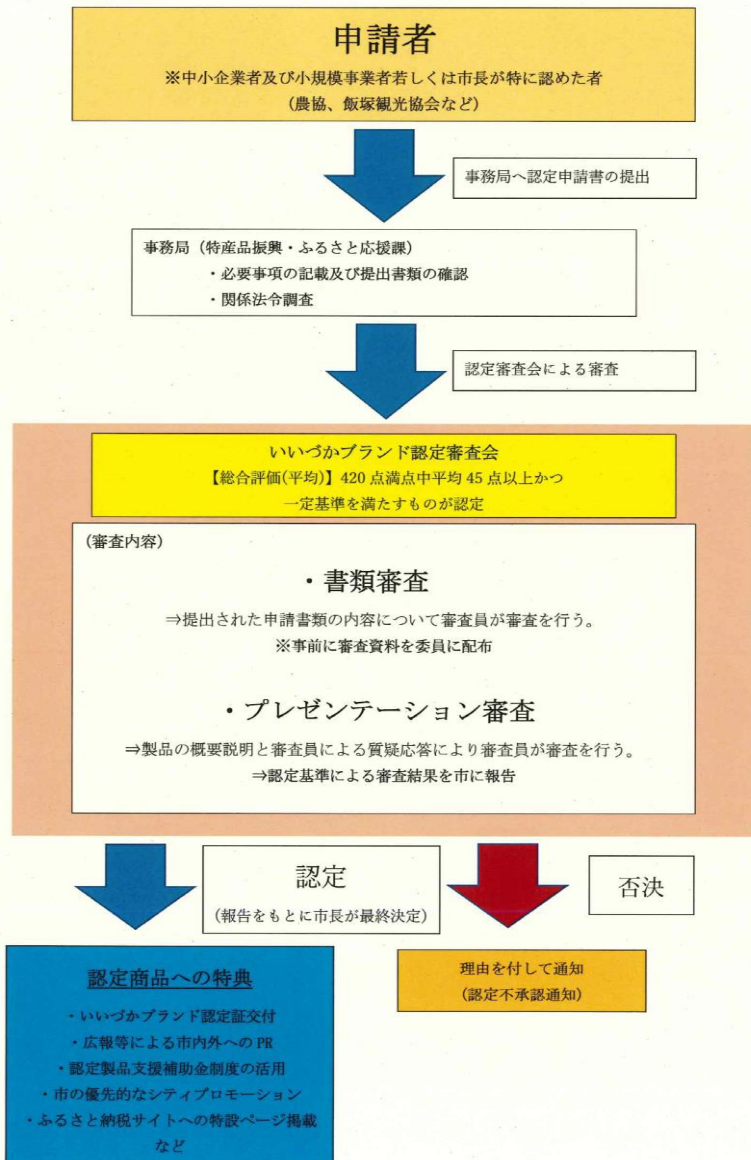 申請者
※中小企業者及び小規模事業者若しくは市長が特に認めた者
(農協、飯塚観光協会など)
事務局へ認定申請書の提出
事務局（特産品振興・ふるさと応援課）
・必要事項の記載及び提出書類の確認
・関係法令調査
認定審査会による審査
いいづかブランド認定審査会
【総合評価(平均)】420 点満点中平均 45 点以上かつ
一定基準を満たすものが認定
(審査内容)
・書類審査
⇒提出された申請書類の内容について審査員が審査を行う。
※事前に審査資料を委員に配布
・プレゼンテーション審査
⇒製品の概要説明と審査員による質疑応答により審査員が審査を行う。
⇒認定基準による審査結果を市に報告
認定
(報告をもとに市長が最終決定)
否決
認定商品への特典
・いいづかブランド認定証交付
・広報等による市内外への PR
・認定製品支援補助金制度の活用
・市の優先的なシティプロモーション
・ふるさと納税サイトへの特設ページ掲載
など
理由を付して通知
(認定不承認通知)